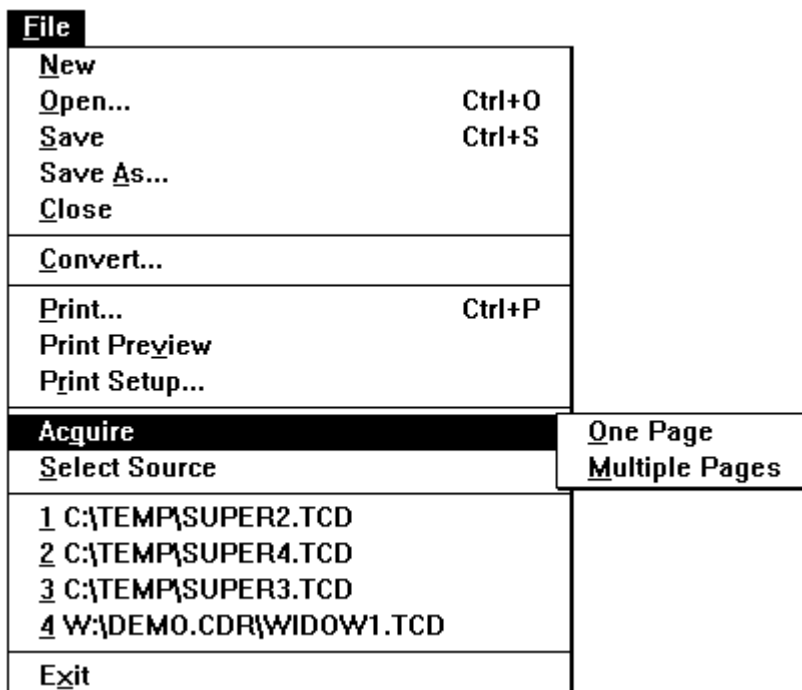 File
New
Open... Ctrl+O
Save Ctrl+S
Save As...
Close
Convert...
Print... Ctrl+P
Print Preview
Print Setup...
Acquire
One Page
Select Source
Multiple Pages
1 C:\TEMP\SUPER2.TCD
2 C:\TEMP\SUPER4.TCD
3 C:\TEMP\SUPER3.TCD
4 W:\DEMO.CDR\WIDOW1.TCD
Exit